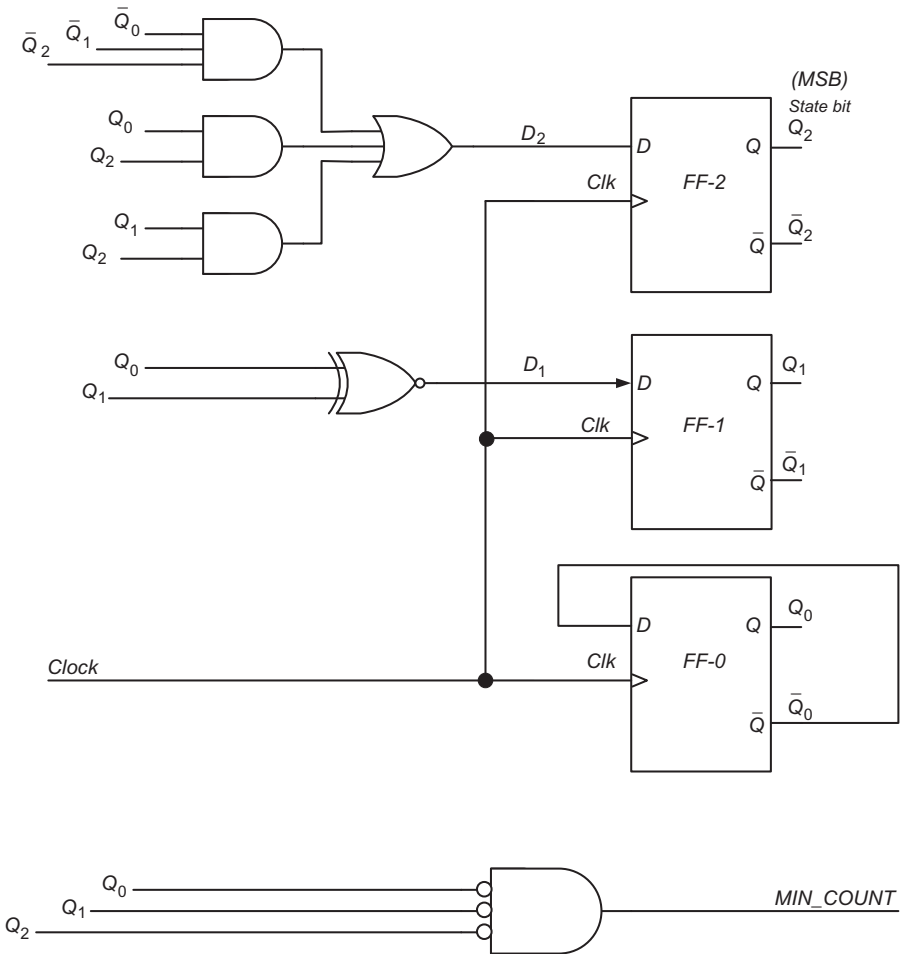 Q̄0
Q̄1
Q̄2
Q0
Q2
Q1
Q2
D2
Clk
D
Q
FF-2
Q̄
(MSB)
State bit
Q2
Q̄2
Q0
Q1
D1
Clk
D
Q
FF-1
Q̄
Q1
Q̄1
Clock
Clk
D
Q
FF-0
Q̄
Q0
Q̄0
Q0
Q1
Q2
MIN_COUNT